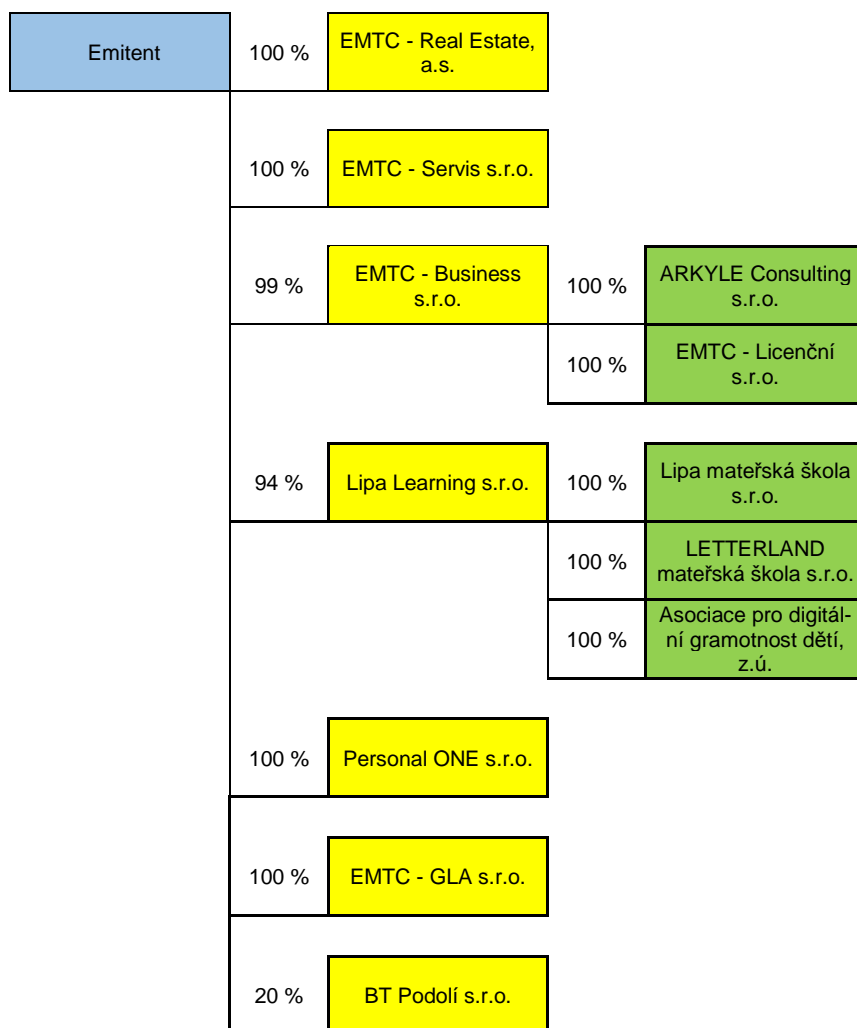 Emitent
100 %
EMTC - Real Estate,
a.s.
100 %
EMTC - Servis s.r.o.
99 %
EMTC - Business
s.r.o.
100 %
ARKYLE Consulting
s.r.o.
100 %
EMTC - Licenční
s.r.o.
94 %
Lipa Learning s.r.o.
100 %
Lipa mateřská škola
s.r.o.
100 %
LETTERLAND
mateřská škola s.r.o.
100 %
Asociace pro digitál-
ní gramotnost dětí,
z.ú.
100 %
Personal ONE s.r.o.
100 %
EMTC - GLA s.r.o.
20 %
BT Podolí s.r.o.